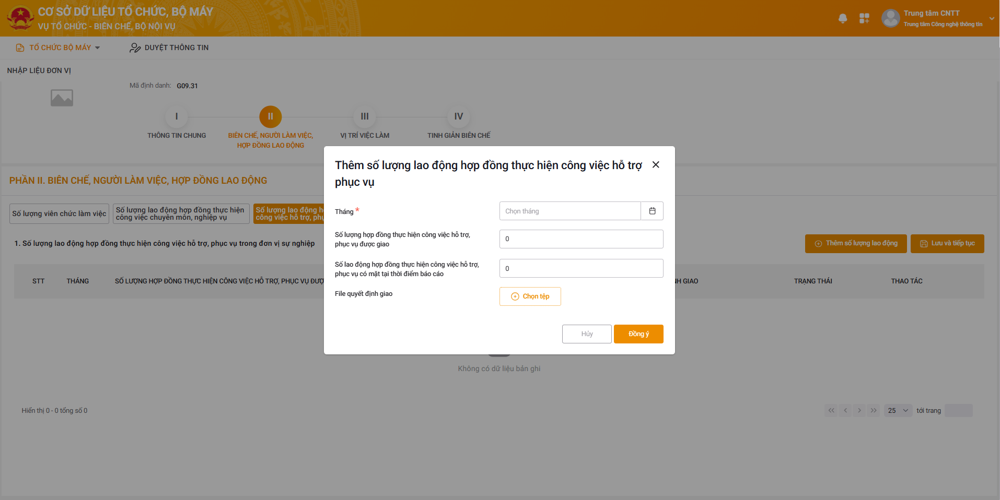 CƠ SỞ DỮ LIỆU TỔ CHỨC, BỘ MÁY
VỤ TỔ CHỨC - BIÊN CHẾ, BỘ NỘI VỤ
Trung tâm CNTT
Trung tâm Công nghệ thông tin
TỔ CHỨC BỘ MÁY
DUYỆT THÔNG TIN
NHẬP LIỆU ĐƠN VỊ
Mã định danh: G09.31
I
II
III
IV
THÔNG TIN CHUNG
BIÊN CHẾ, NGƯỜI LÀM VIỆC,
HỢP ĐỒNG LAO ĐỘNG
VỊ TRÍ VIỆC LÀM
TINH GIẢN BIÊN CHẾ
PHẦN II. BIÊN CHẾ, NGƯỜI LÀM VIỆC, HỢP ĐỒNG LAO ĐỘNG
Số lượng viên chức làm việc
Số lượng lao động hợp đồng thực hiện
công việc chuyên môn, nghiệp vụ
Số lượng lao động
công việc hỗ trợ,
1. Số lượng lao động hợp đồng thực hiện công việc hỗ trợ, phục vụ trong đơn vị sự nghiệp
Thêm số lượng lao động
Lưu và tiếp tục
STT
THÁNG
SỐ LƯỢNG HỢP ĐỒNG THỰC HIỆN CÔNG VIỆC HỖ TRỢ, PHỤC VỤ
GIAO
TRẠNG THÁI
THAO TÁC
Thêm số lượng lao động hợp đồng thực hiện công việc hỗ trợ
phục vụ
Tháng *
Chọn tháng
Số lượng hợp đồng thực hiện công việc hỗ trợ,
phục vụ được giao
0
Số lao động hợp đồng thực hiện công việc hỗ trợ,
phục vụ có mặt tại thời điểm báo cáo
0
File quyết định giao
Chọn tệp
Hủy
Đồng ý
Không có dữ liệu bản ghi
Hiển thị 0 - 0 tổng số 0
25
tới trang